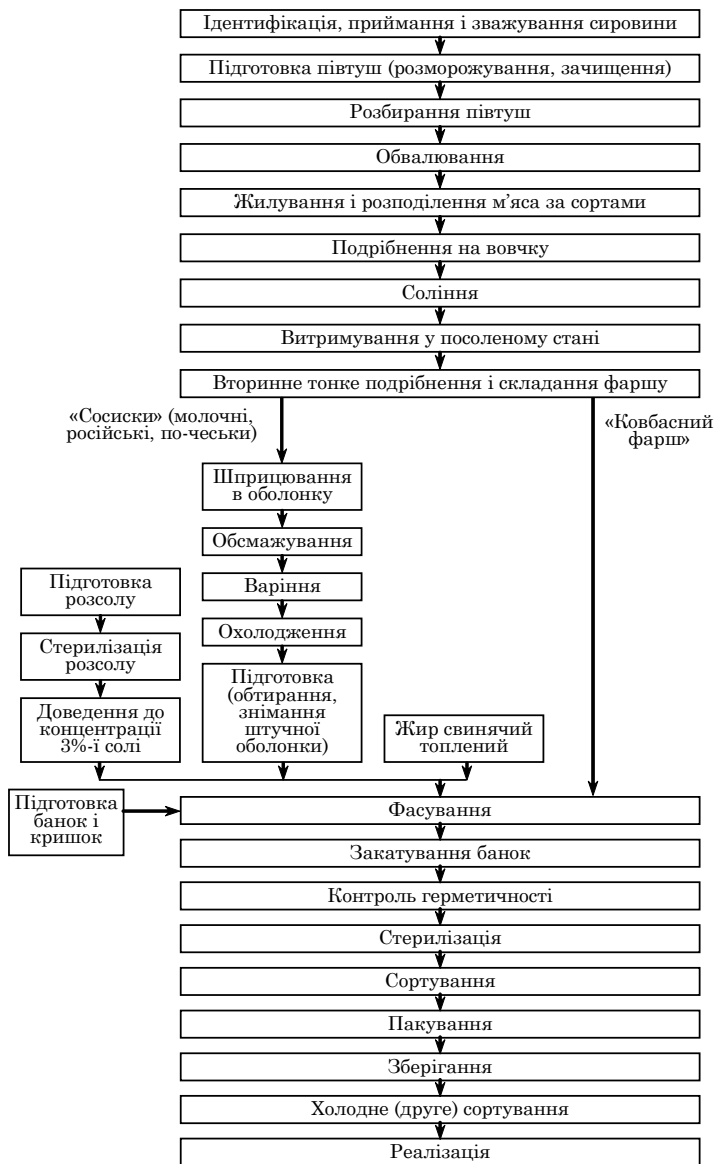 Ідентифікація, приймання і зважування сировини
Підготовка півтуш (розморожування, зачищення)
Розбирання півтуш
Обвалювання
Жилування і розподілення м’яса за сортами
Подрібнення на вовчку
Соління
Витримування у посоленому стані
Вторинне тонке подрібнення і складання фаршу
«Сосиски» (молочні,
російські, по-чеськи)
«Ковбасний
фарш»
Шприцювання
в оболонку
Обсмажування
Варіння
Охолодження
Підготовка
(обтирання,
знімання
штучної
оболонки)
Підготовка
розсолу
Стерилізація
розсолу
Доведення до
концентрації
3%-ї солі
Жир свинячий
топлений
Підготовка
банок і
кришок
Фасування
Закатування банок
Контроль герметичності
Стерилізація
Сортування
Пакування
Зберігання
Холодне (друге) сортування
Реалізація